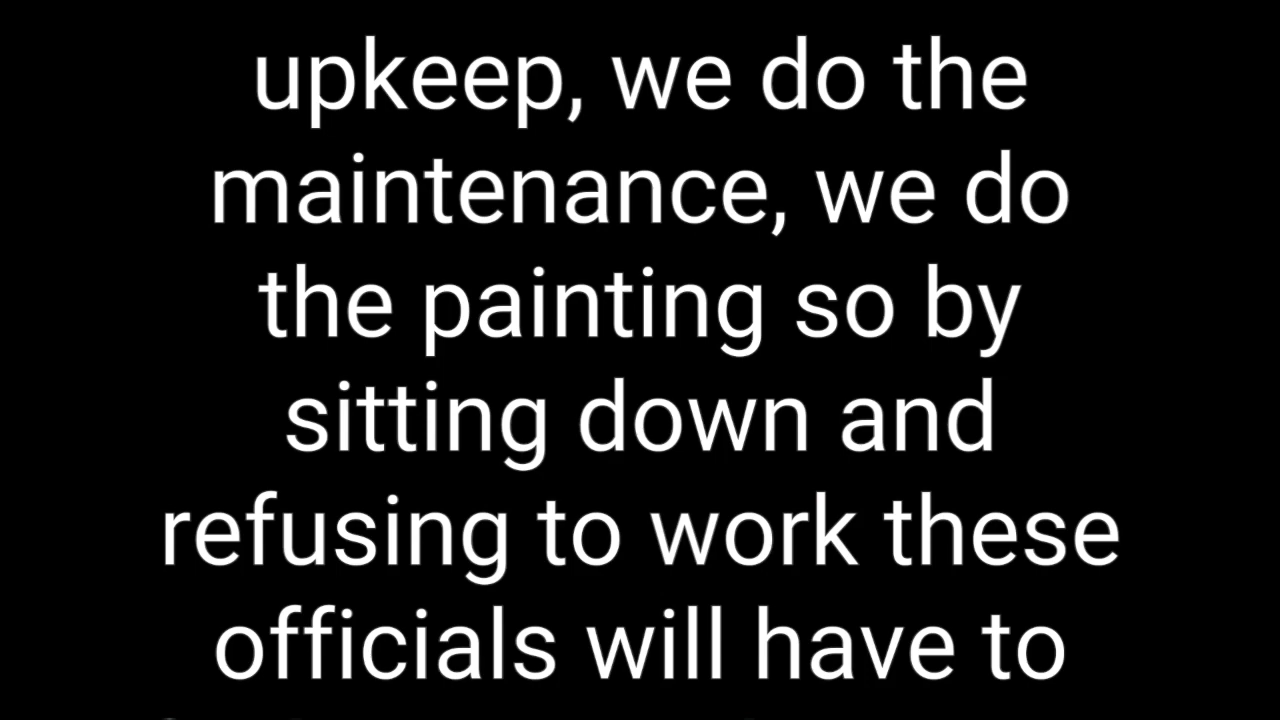 upkeep, we do the
maintenance, we do
the painting so by
sitting down and
refusing to work these
officials will have to